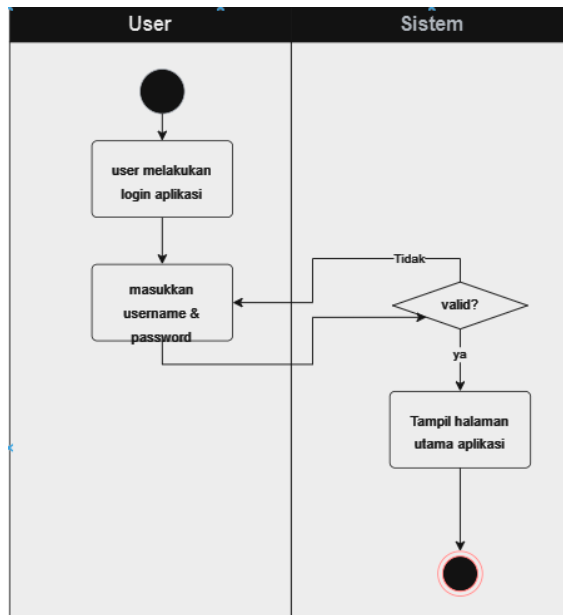 User
Sistem
user melakukan
login aplikasi
masukkan
username &
password
Tidak
valid?
ya
Tampil halaman
utama aplikasi